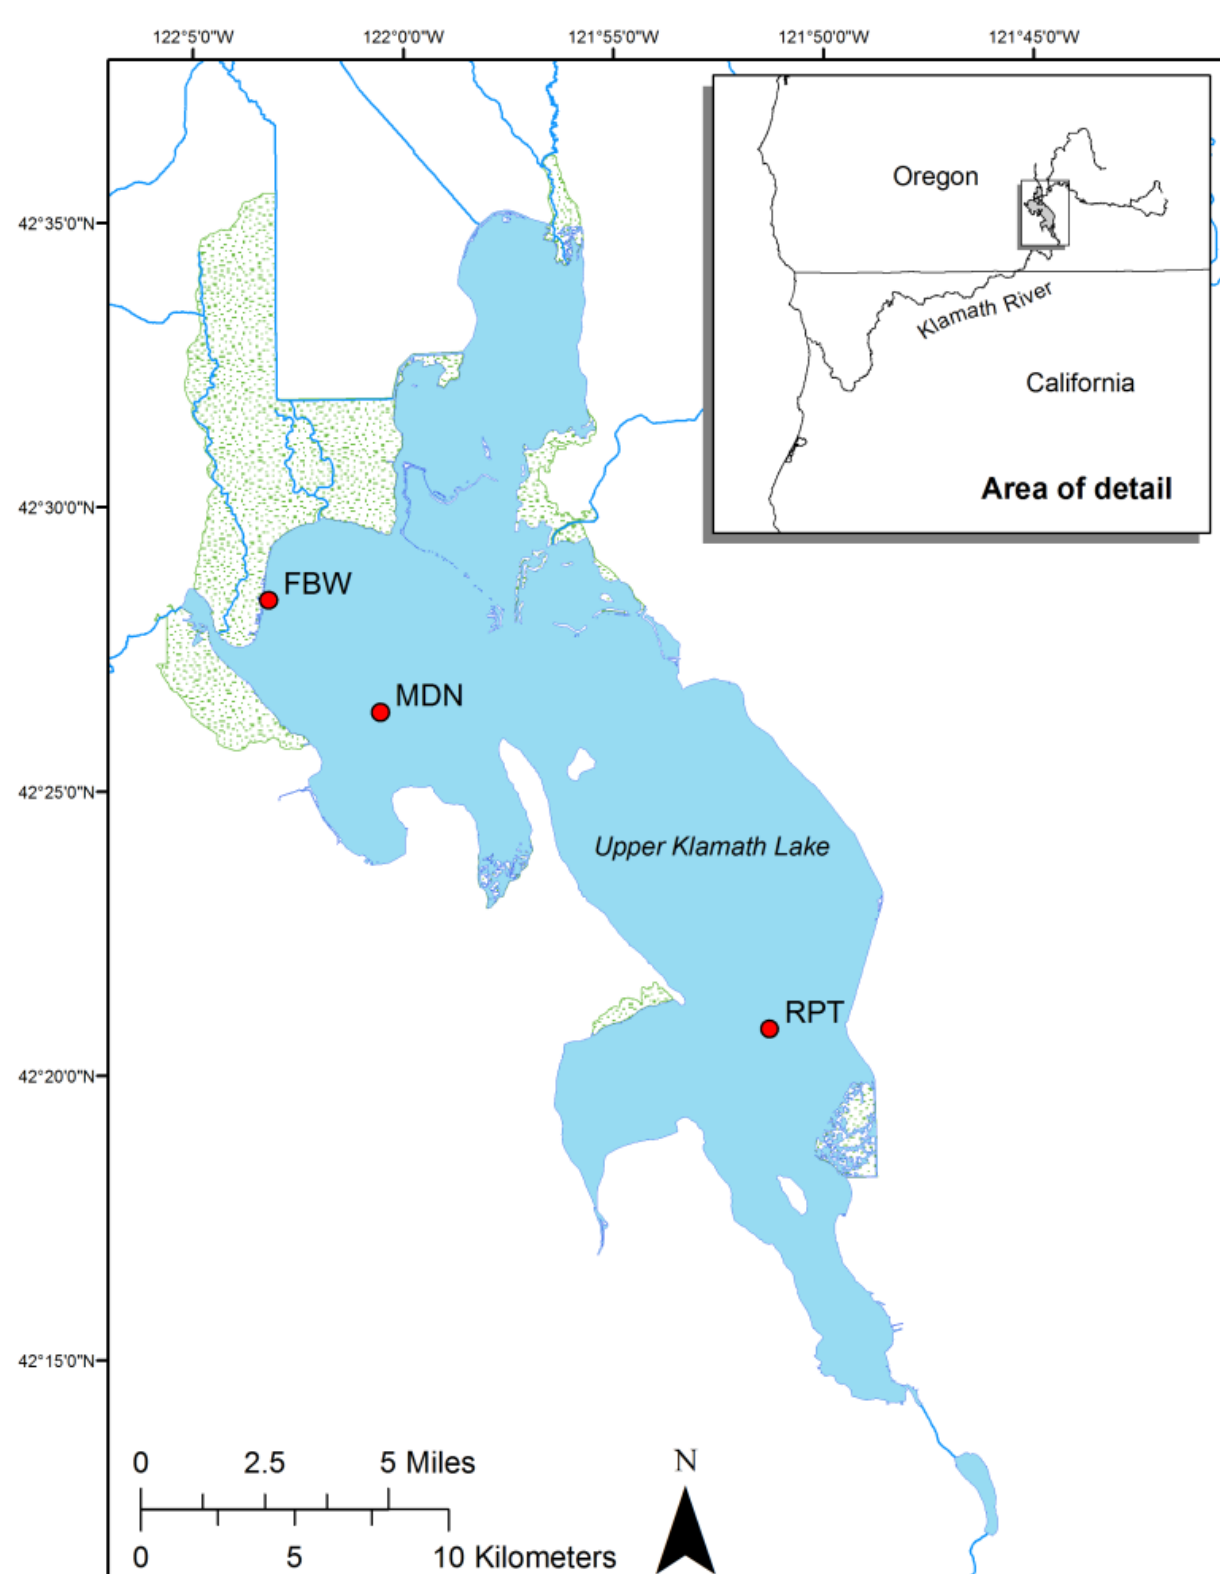 122°5'0"W 122°0'0"W 121°55'0"W 121°50'0"W 121°45'0"W
Oregon
42°35'0"N
Klamath River
California
Area of detail
42°30'0"N
FBW
MDN
42°25'0"N
Upper Klamath Lake
RPT
42°20'0"N
42°15'0"N
0 2.5 5 Miles
N
0 5 10 Kilometers